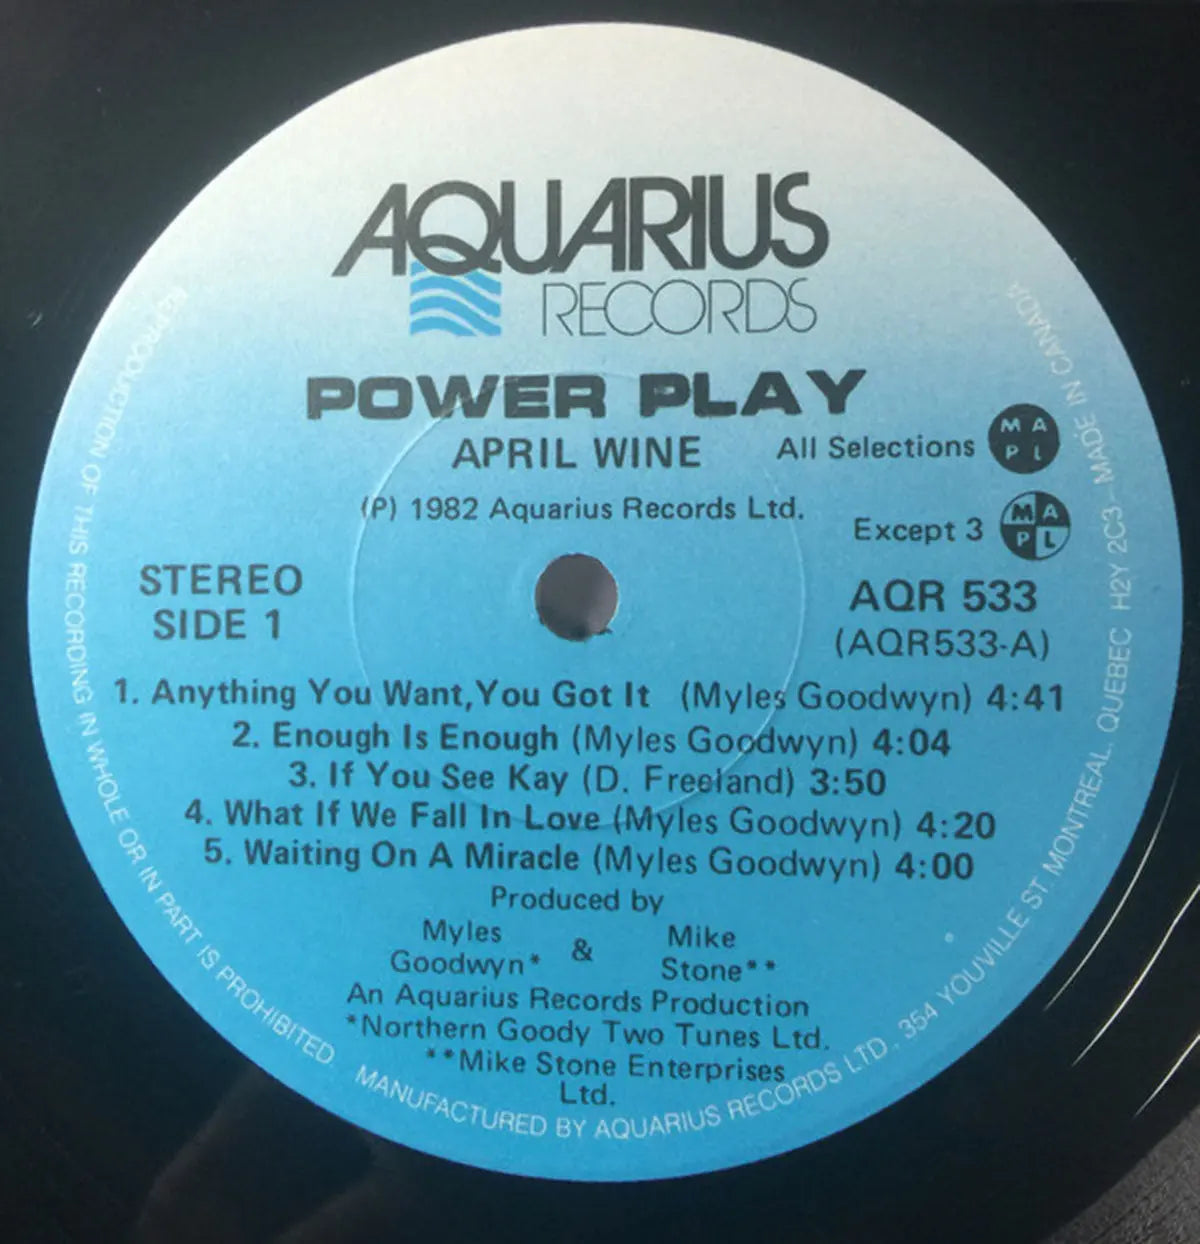 AQUARIUS
RECORDS
POWER PLAY
APRIL WINE
All Selections
M A
P L
(P) 1982 Aquarius Records Ltd.
Except 3
M A
P L
STEREO
SIDE 1
AQR 533
(AQR533-A)
1. Anything You Want,You Got It (Myles Goodwyn) 4:41
2. Enough Is Enough (Myles Goodwyn) 4:04
3. If You See Kay (D. Freeland) 3:50
4. What If We Fall In Love (Myles Goodwyn) 4:20
5. Waiting On A Miracle (Myles Goodwyn) 4:00
Produced by
Myles Goodwyn* & Mike Stone**
An Aquarius Records Production
*Northern Goody Two Tunes Ltd.
**Mike Stone Enterprises
Ltd.
REPRODUCTION OF THIS RECORDING IN WHOLE OR IN PART IS PROHIBITED. MANUFACTURED BY AQUARIUS RECORDS LTD., 354 YOUVILLE ST. MONTREAL. QUEBEC H2Y 2C3 - MADE IN CANADA